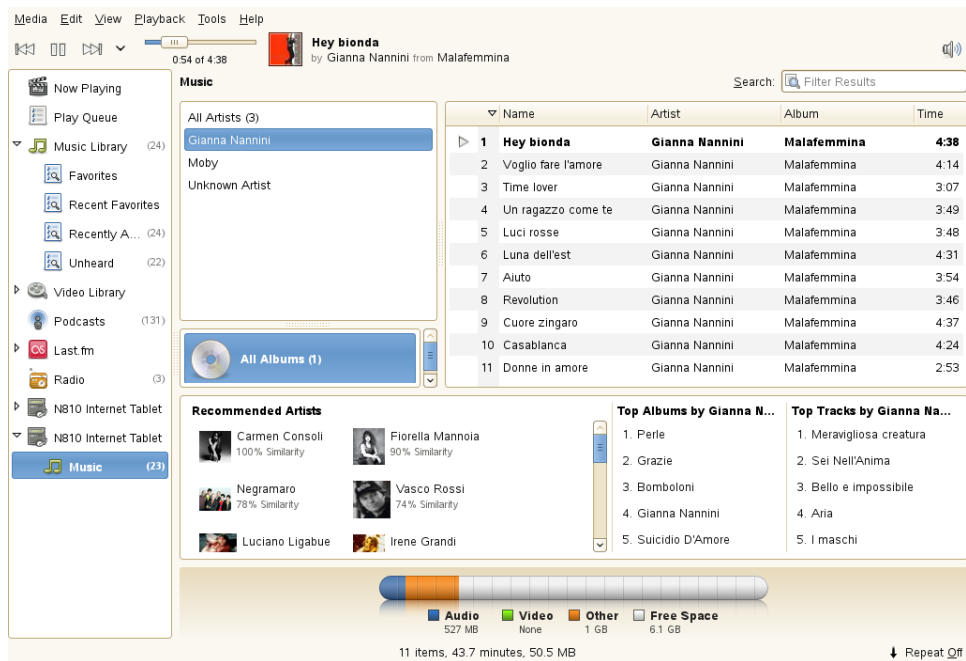 Media Edit View Playback Tools Help
Hey bionda
by Gianna Nannini from Malafemmina
0:54 of 4:38
Now Playing
Play Queue
Music Library (24)
Favorites
Recent Favorites
Recently A... (24)
Unheard (22)
Video Library
Podcasts (131)
Last.fm
Radio (3)
N810 Internet Tablet
N810 Internet Tablet
Music (23)
Music
Search: Filter Results
All Artists (3)
Gianna Nannini
Moby
Unknown Artist
All Albums (1)
Name Artist Album Time
1 Hey bionda Gianna Nannini Malafemmina 4:38
2 Voglio fare l'amore Gianna Nannini Malafemmina 4:14
3 Time lover Gianna Nannini Malafemmina 3:07
4 Un ragazzo come te Gianna Nannini Malafemmina 3:49
5 Luci rosse Gianna Nannini Malafemmina 3:48
6 Luna dell'est Gianna Nannini Malafemmina 4:31
7 Aiuto Gianna Nannini Malafemmina 3:54
8 Revolution Gianna Nannini Malafemmina 3:46
9 Cuore zingaro Gianna Nannini Malafemmina 4:37
10 Casablanca Gianna Nannini Malafemmina 4:24
11 Donne in amore Gianna Nannini Malafemmina 2:53
Recommended Artists
Carmen Consoli
100% Similarity
Fiorella Mannoia
90% Similarity
Negramaro
78% Similarity
Vasco Rossi
74% Similarity
Luciano Ligabue
Irene Grandi
Top Albums by Gianna N...
1. Perle
2. Grazie
3. Bomboloni
4. Gianna Nannini
5. Suicidio D'Amore
Top Tracks by Gianna Na...
1. Meravigliosa creatura
2. Sei Nell'Anima
3. Bello e impossibile
4. Aria
5. I maschi
Audio
527 MB
Video
None
Other
1 GB
Free Space
6.1 GB
11 items, 43.7 minutes, 50.5 MB
Repeat Off